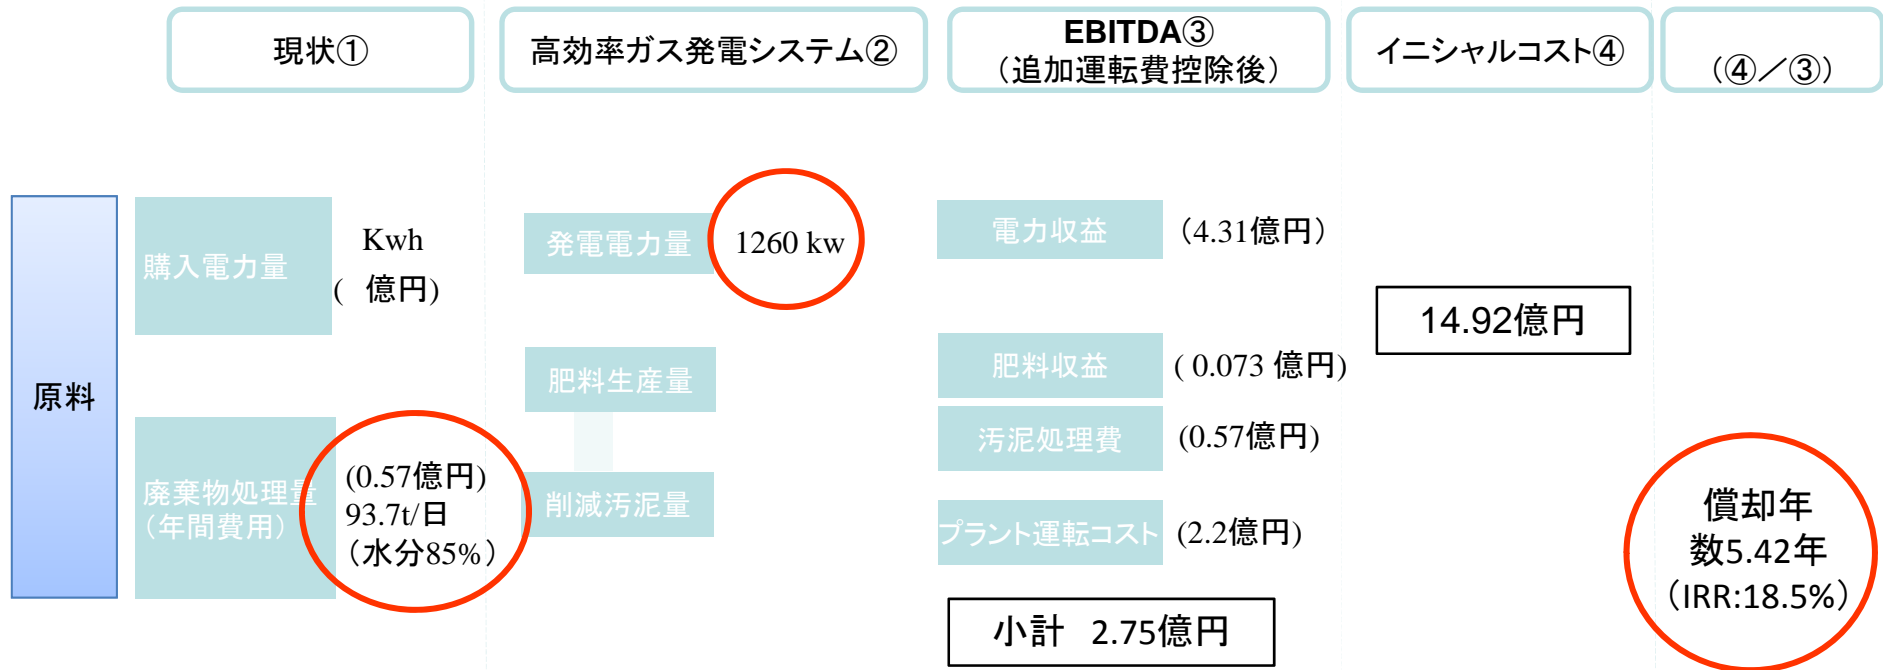 現状①
高効率ガス発電システム②
EBITDA③
（追加運転費控除後）
イニシャルコスト④
（④／③）
原料
購入電力量
Kwh
(   億円)
廃棄物処理量
（年間費用）
(0.57億円)
93.7t/日
（水分85%）
発電電力量
1260 kw
肥料生産量
削減汚泥量
電力収益
（4.31億円）
肥料収益
( 0.073 億円)
汚泥処理費
(0.57億円)
プラント運転コスト
(2.2億円)
小計 2.75億円
14.92億円
償却年
数5.42年
（IRR:18.5%）